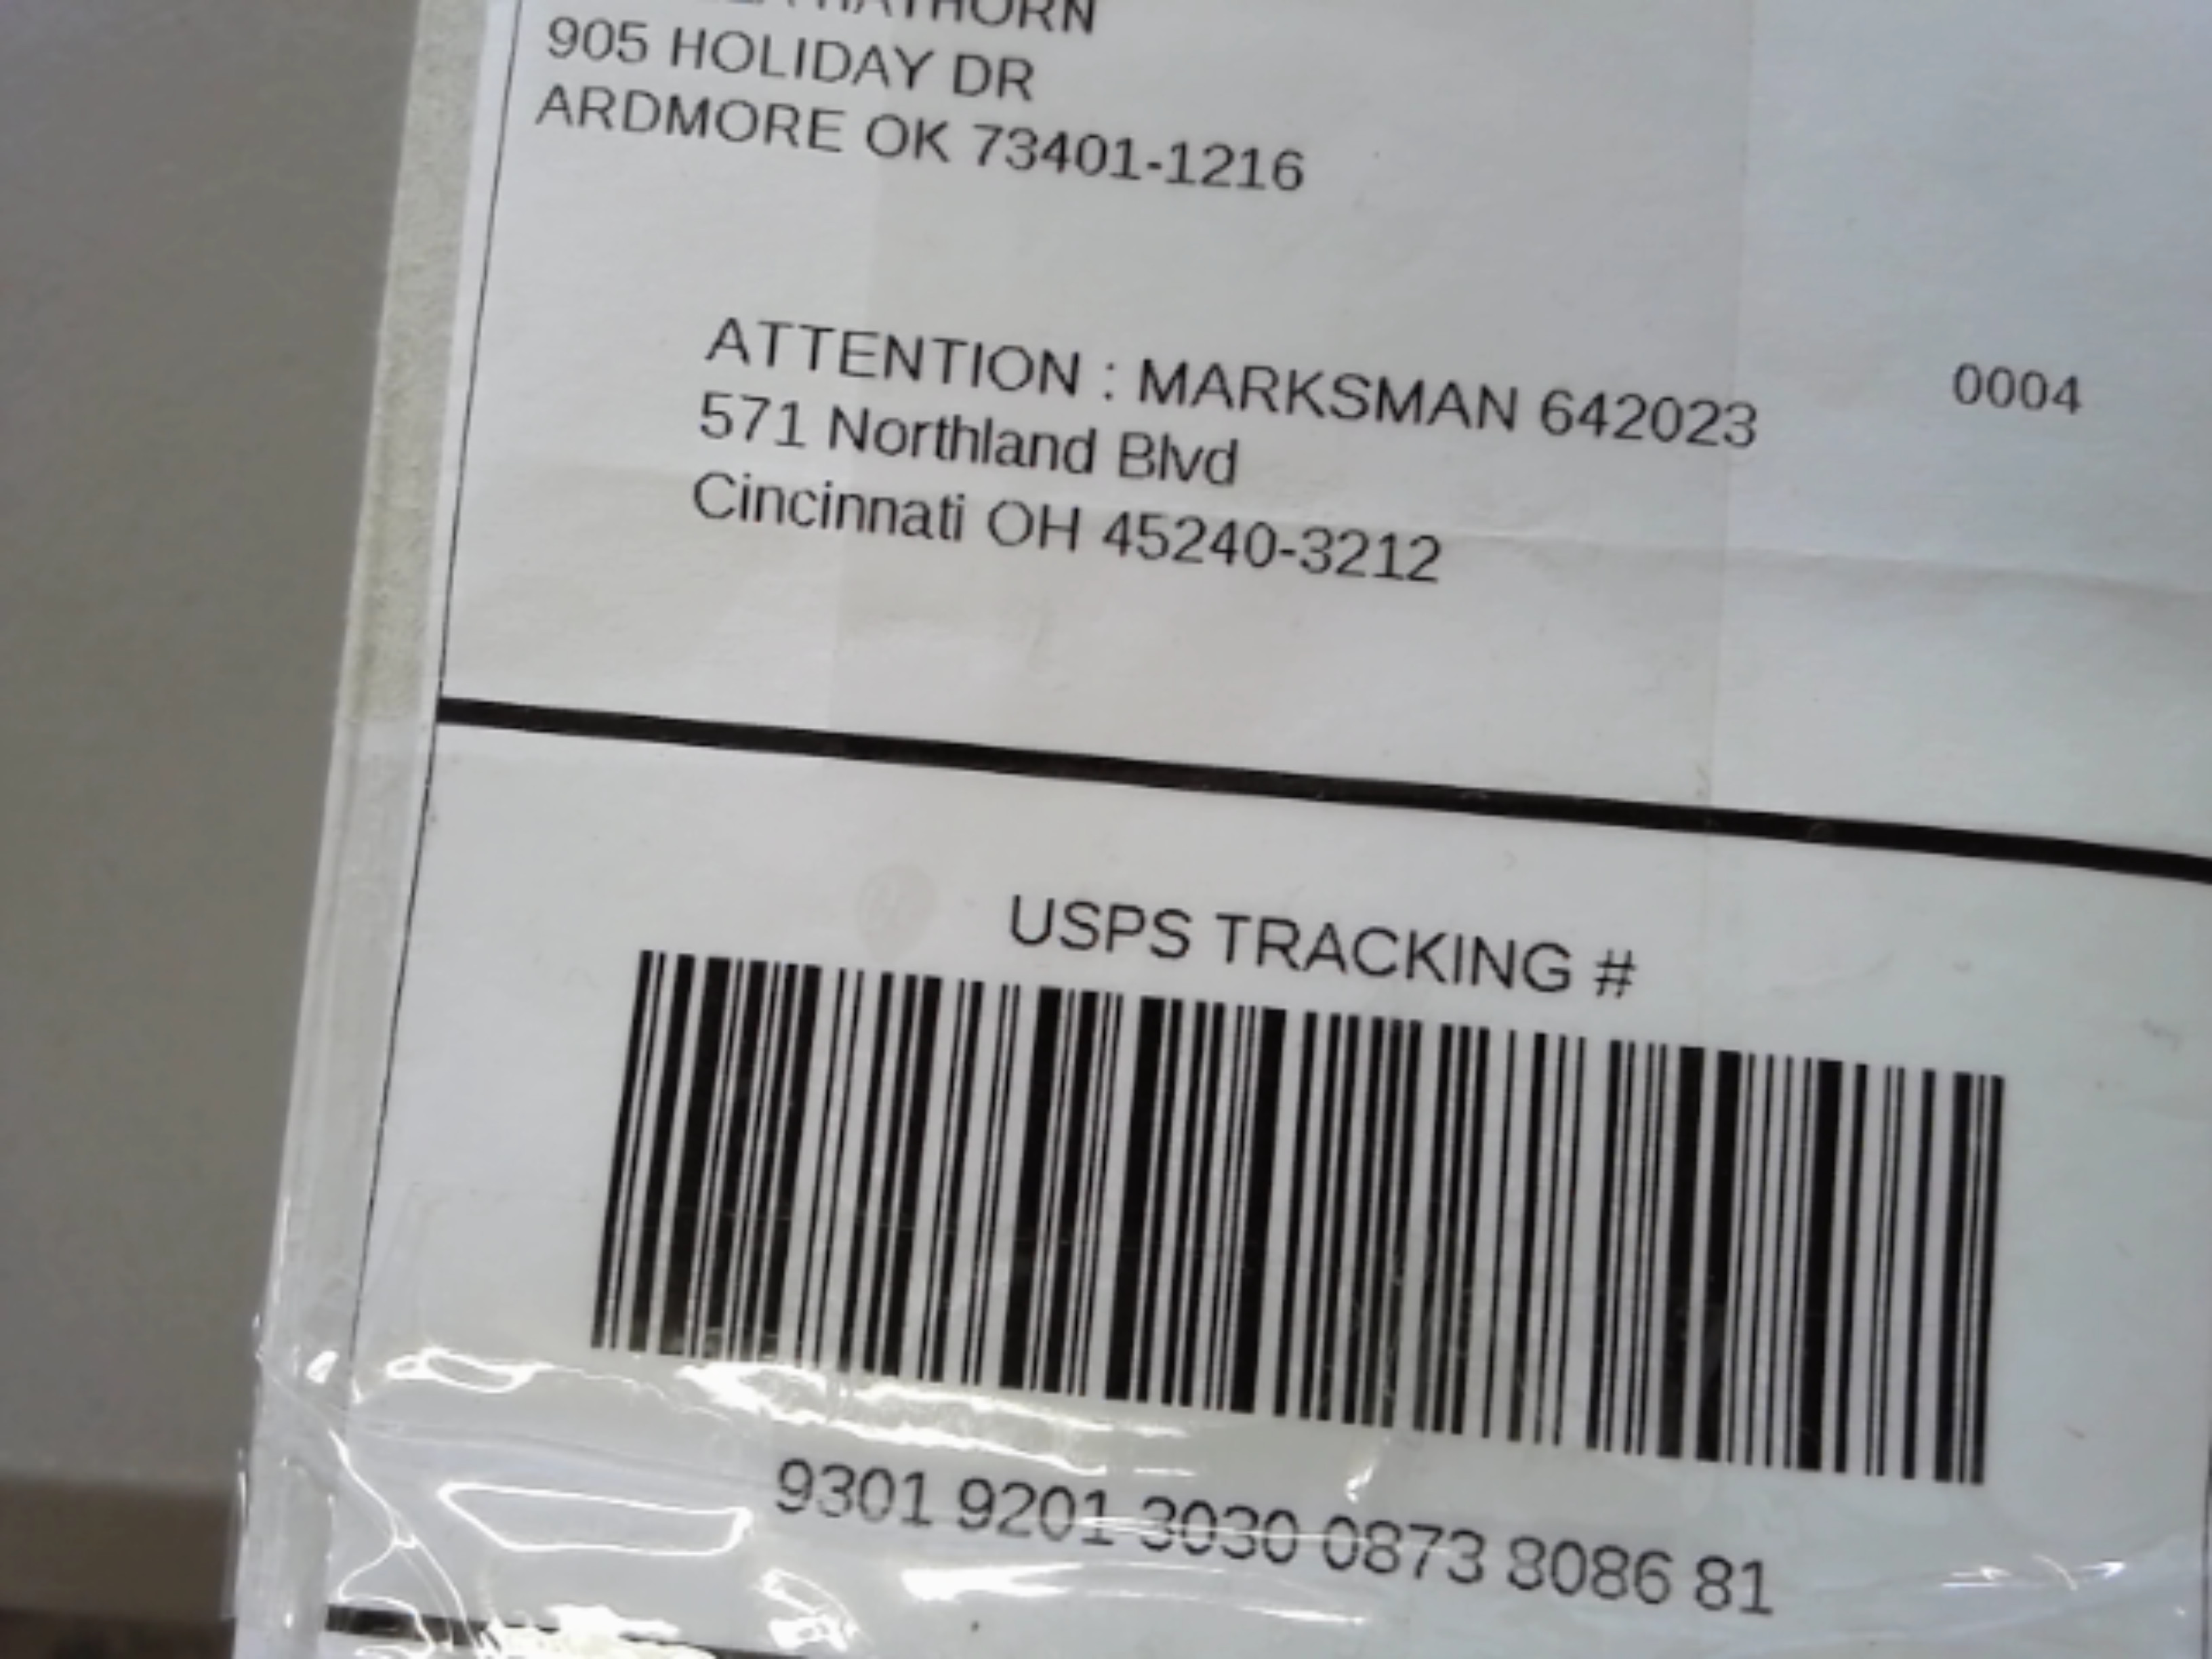 905 HOLIDAY DR
ARDMORE OK 73401-1216
ATTENTION : MARKSMAN 642023
0004
571 Northland Blvd
Cincinnati OH 45240-3212
USPS TRACKING #
9301 9201 3030 0873 8086 81